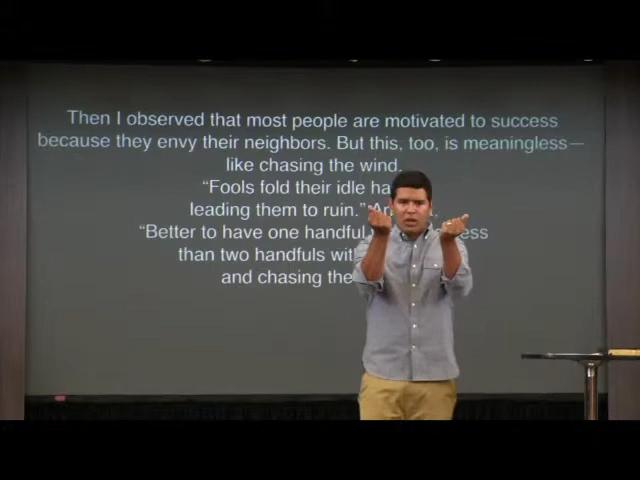 Then I observed that most people are motivated to success
because they envy their neighbors. But this, too, is meaningless—
like chasing the wind.
“Fools fold their idle
leading them to ruin.”
“Better to have one handful
than two handfuls
and chasing the